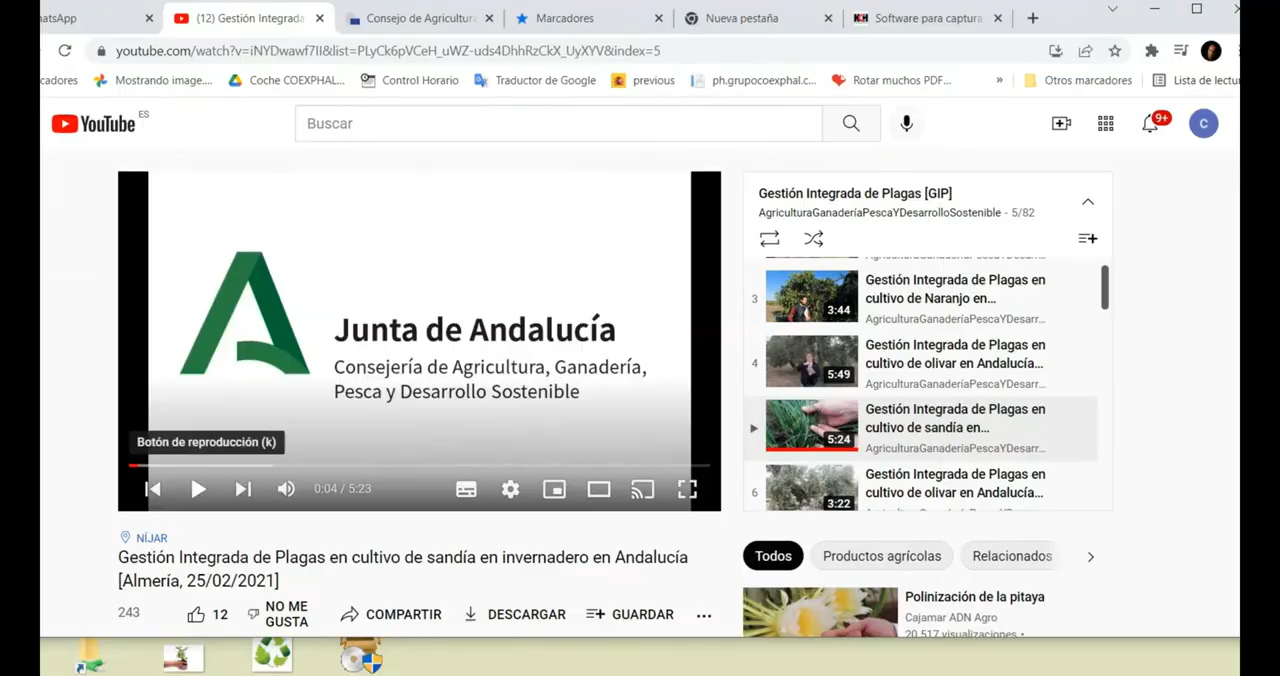 atsApp
(12) Gestión Integrada
Consejo de Agricultura
Marcadores
Nueva pestaña
Software para captura
youtube.com/watch?v=iNYDwawf7II&list=PLyCk6pVCeH_uWZ-uds4DhhRzCkX_UyXYV&index=5
cadores
Mostrando image....
Coche COEXPHAL...
Control Horario
Traductor de Google
previous
ph.grupocoexphal.c...
Rotar muchos PDF...
»
Otros marcadores
Lista de lectu
YouTube ES
Buscar
9+
C
Junta de Andalucía
Consejería de Agricultura, Ganadería,
Pesca y Desarrollo Sostenible
Botón de reproducción (k)
0:04 / 5:23
NÍJAR
Gestión Integrada de Plagas en cultivo de sandía en invernadero en Andalucía
[Almería, 25/02/2021]
243
12
NO ME
GUSTA
COMPARTIR
DESCARGAR
GUARDAR
...
Gestión Integrada de Plagas [GIP]
AgriculturaGanaderíaPescaYDesarrolloSostenible - 5/82
AgriculturaGanaderíaPescaYDesarr...
3
3:44
Gestión Integrada de Plagas en
cultivo de Naranjo en...
AgriculturaGanaderíaPescaYDesarr...
4
5:49
Gestión Integrada de Plagas en
cultivo de olivar en Andalucía...
AgriculturaGanaderíaPescaYDesarr...
5:24
Gestión Integrada de Plagas en
cultivo de sandía en...
AgriculturaGanaderíaPescaYDesarr...
6
3:22
Gestión Integrada de Plagas en
cultivo de olivar en Andalucía...
Todos
Productos agrícolas
Relacionados
Polinización de la pitaya
Cajamar ADN Agro
20.517 visualizaciones •